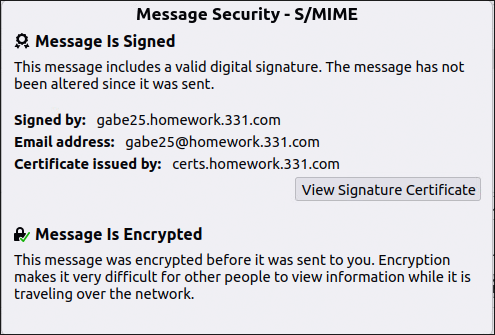 Message Security - S/MIME
Message Is Signed
This message includes a valid digital signature. The message has not
been altered since it was sent.
Signed by: gabe25.homework.331.com
Email address: gabe25@homework.331.com
Certificate issued by: certs.homework.331.com
View Signature Certificate
Message Is Encrypted
This message was encrypted before it was sent to you. Encryption
makes it very difficult for other people to view information while it is
traveling over the network.